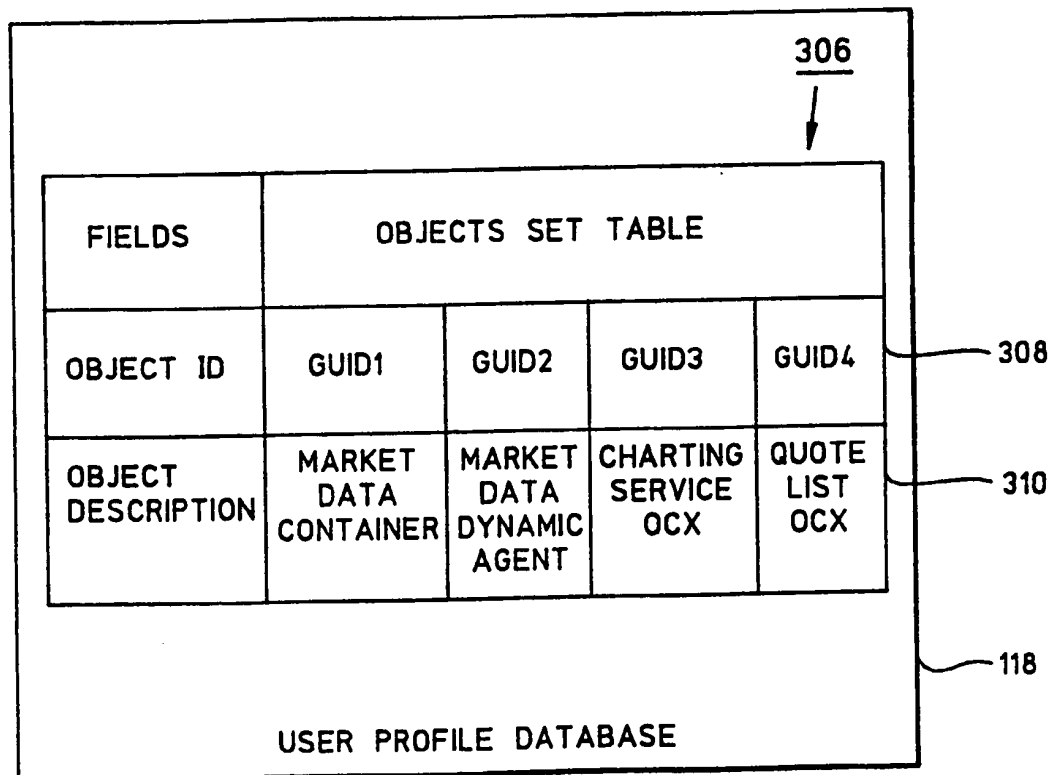 306
FIELDS
OBJECTS SET TABLE
OBJECT ID
GUID1
GUID2
GUID3
GUID4
308
OBJECT
DESCRIPTION
MARKET
DATA
CONTAINER
MARKET
DATA
DYNAMIC
AGENT
CHARTING
SERVICE
OCX
QUOTE
LIST
OCX
310
118
USER PROFILE DATABASE